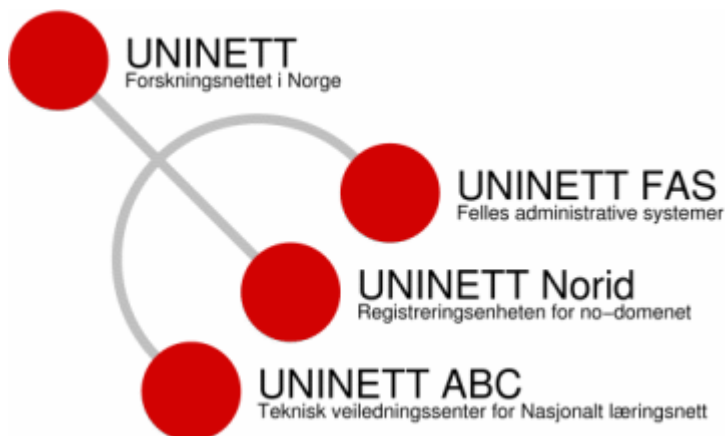 UNINETT
Forskningsnettet i Norge
UNINETT FAS
Felles administrative systemer
UNINETT Norid
Registreringsenheten for no–domenet
UNINETT ABC
Teknisk veiledningssenter for Nasjonalt læringsnett